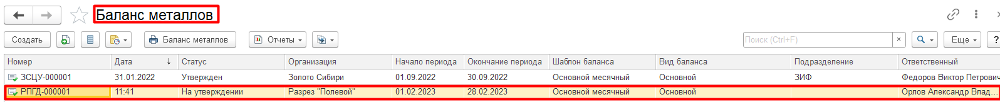 Баланс металлов
Создать Баланс металлов Отчеты Поиск (Ctrl+F) × Еще ?
Номер Дата ↓ Статус Организация Начало периода Окончание периода Шаблон баланса Вид баланса Подразделение Ответственный
ЗСЦУ-000001 31.01.2022 Утвержден Золото Сибири 01.09.2022 30.09.2022 Основной месячный Основной ЗИФ Федоров Виктор Петрович
РПГД-000001 11:41 На утверждении Разрез "Полевой" 01.02.2023 28.02.2023 Основной месячный Основной Орлов Александр Влад...